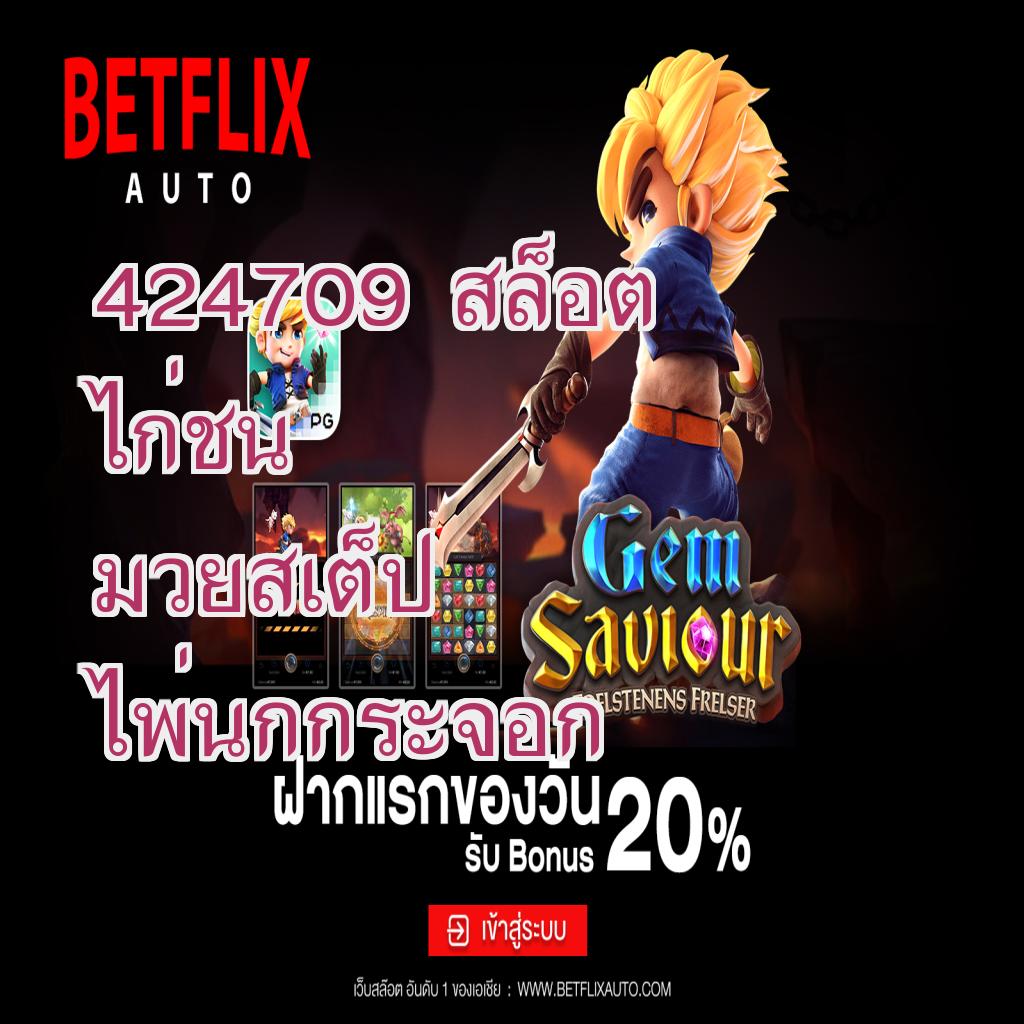 BETFLIX
AUTO
424709 สล็อต
ไก่ชน
PG
มวยสเต็ป
ไพ่นกกระจอก
Gem
Saviour
EDELSTENENS FRELSER
ฝากแรกของวัน 20%
รับ Bonus
เข้าสู่ระบบ
เว็บสล๊อต อันดับ 1 ของเอเชีย : WWW.BETFLIXAUTO.COM